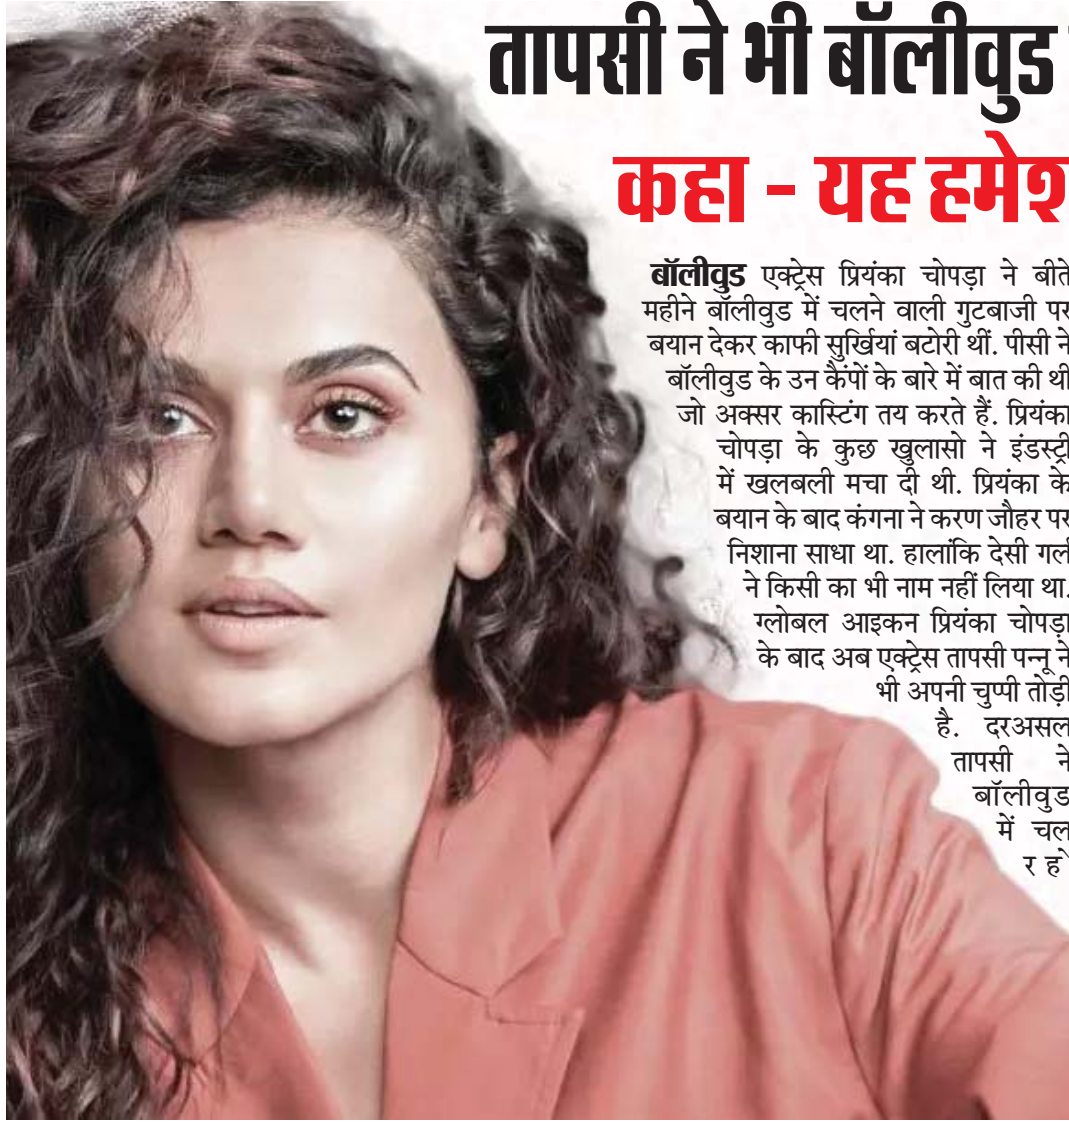 तापसी ने भी बॉलीवुड
कहा - यह हमेश
बॉलीवुड एक्ट्रेस प्रियंका चोपड़ा ने बीते
महीने बॉलीवुड में चलने वाली गुटबाजी पर
बयान देकर काफी सुर्खियां बटोरी थीं. पीसी ने
बॉलीवुड के उन कैंपों के बारे में बात की थी
जो अक्सर कास्टिंग तय करते हैं. प्रियंका
चोपड़ा के कुछ खुलासो ने इंडस्ट्री
में खलबली मचा दी थी. प्रियंका के
बयान के बाद कंगना ने करण जौहर पर
निशाना साधा था. हालांकि देसी गर्ल
ने किसी का भी नाम नहीं लिया था.
ग्लोबल आइकन प्रियंका चोपड़ा
के बाद अब एक्ट्रेस तापसी पन्नू ने
भी अपनी चुप्पी तोड़ी
है. दरअसल
तापसी ने
बॉलीवुड
में चल
रहे